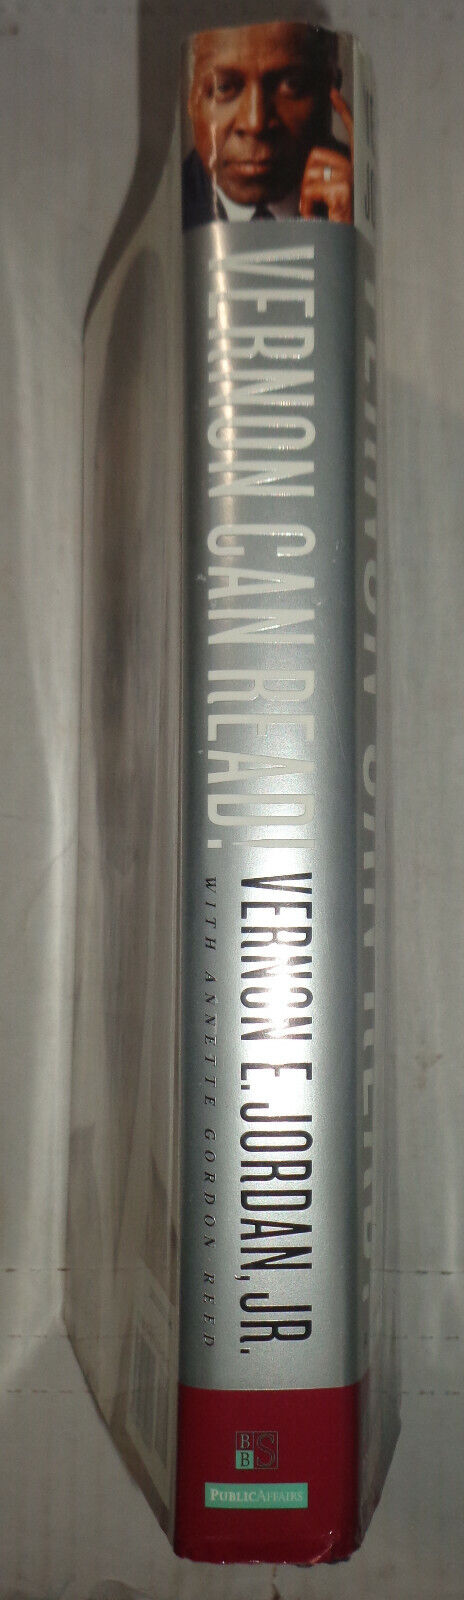 VERNON CAN READ!
VERNON E. JORDAN, JR.
WITH ANNETTE GORDON REED
BBS
PUBLICAFFAIRS